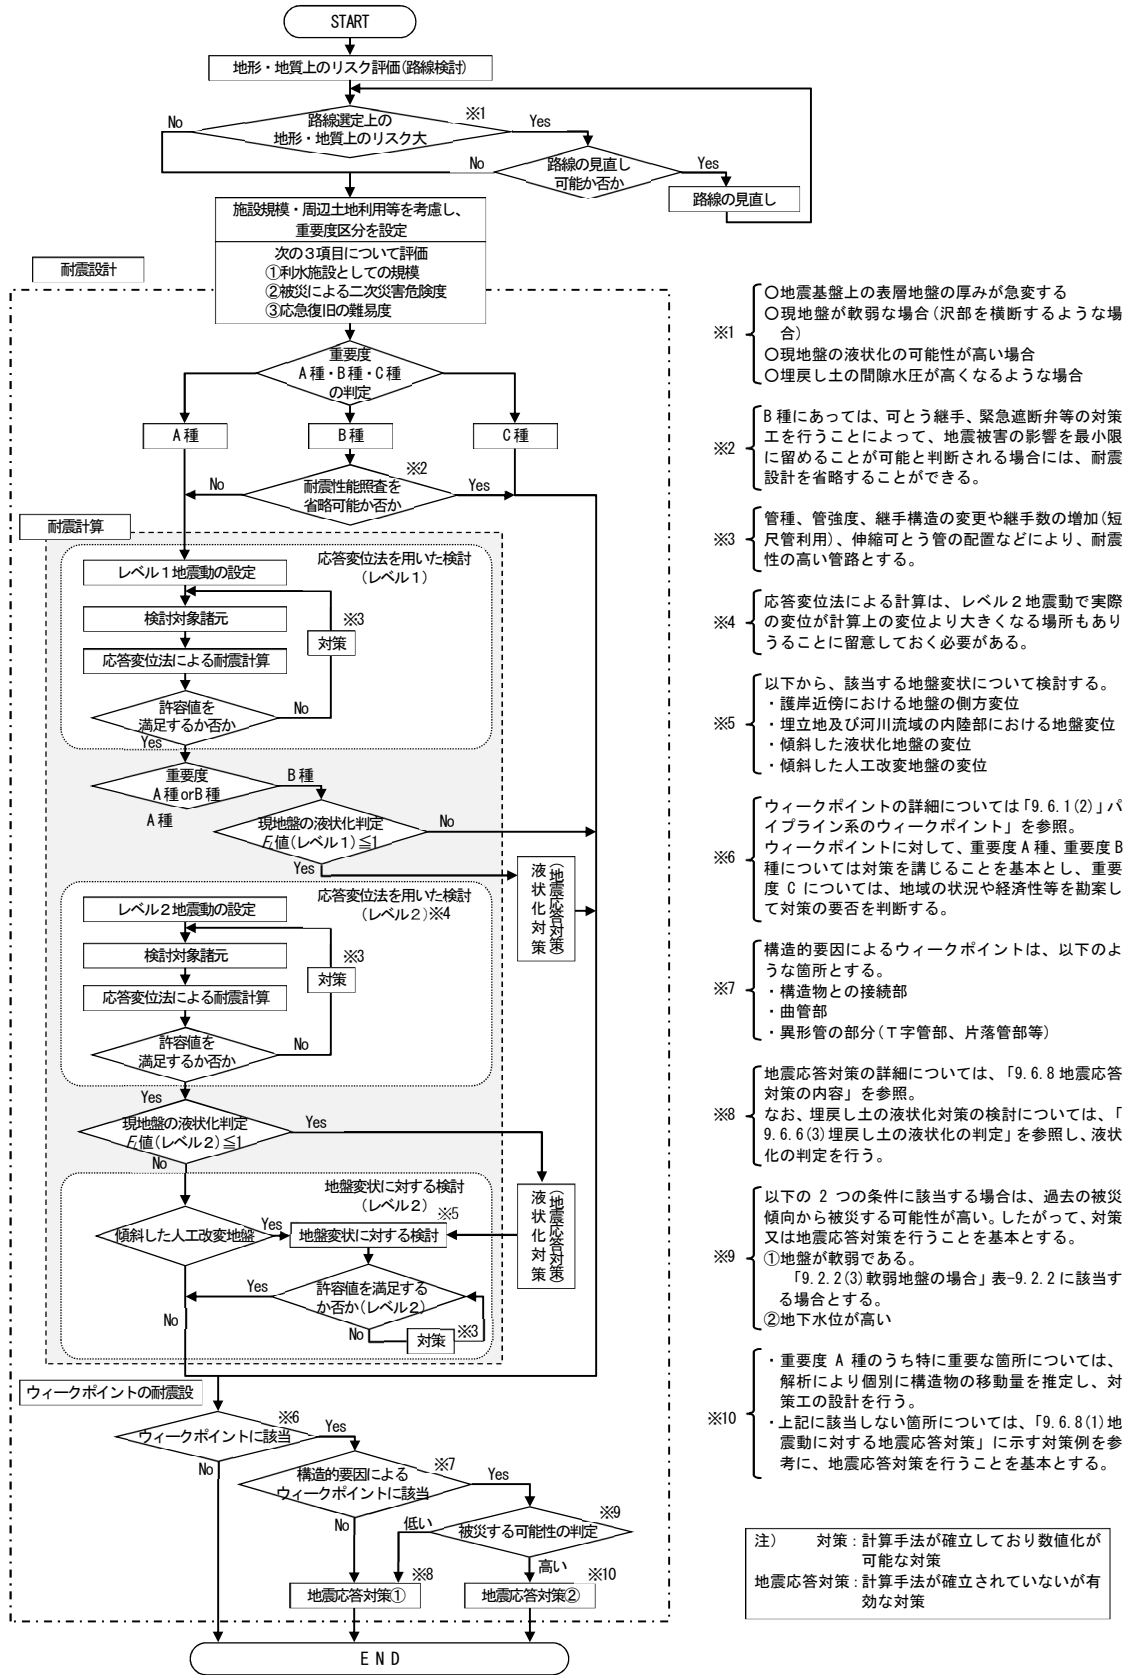 START
地形・地質上のリスク評価(路線検討)
路線選定上の
地形・地質上のリスク大
※1
No
Yes
路線の見直し
可能か否か
No
Yes
路線の見直し
施設規模・周辺土地利用等を考慮し、
重要度区分を設定
次の3項目について評価
①利水施設としての規模
②被災による二次災害危険度
③応急復旧の難易度
耐震設計
重要度
A種・B種・C種
の判定
A種
B種
C種
※2
耐震性能照査を
省略可能か否か
No
Yes
耐震計算
応答変位法を用いた検討
(レベル1)
レベル1地震動の設定
検討対象諸元
※3
対策
応答変位法による耐震計算
許容値を
満足するか否か
No
Yes
重要度
A種orB種
B種
A種
現地盤の液状化判定
FL値(レベル1)≦1
No
Yes
液状化対策
(地震応答対策)
応答変位法を用いた検討
(レベル2)※4
レベル2地震動の設定
検討対象諸元
※3
対策
応答変位法による耐震計算
許容値を
満足するか否か
No
Yes
現地盤の液状化判定
FL値(レベル2)≦1
Yes
No
液状化対策
(地震応答対策)
地盤変状に対する検討
(レベル2)
傾斜した人工改変地盤
Yes
※5
地盤変状に対する検討
許容値を満足する
か否か(レベル2)
Yes
No
対策
※3
No
ウィークポイントの耐震設
※6
ウィークポイントに該当
Yes
No
※7
構造的要因による
ウィークポイントに該当
Yes
No
※9
被災する可能性の判定
低い
高い
※8
地震応答対策①
※10
地震応答対策②
END
※1
○地震基盤上の表層地盤の厚みが急変する
○現地盤が軟弱な場合(沢部を横断するような場
合)
○現地盤の液状化の可能性が高い場合
○埋戻し土の間隙水圧が高くなるような場合
※2
B種にあっては、可とう継手、緊急遮断弁等の対策
工を行うことによって、地震被害の影響を最小限
に留めることが可能と判断される場合には、耐震
設計を省略することができる。
※3
管種、管強度、継手構造の変更や継手数の増加(短
尺管利用)、伸縮可とう管の配置などにより、耐震
性の高い管路とする。
※4
応答変位法による計算は、レベル2地震動で実際
の変位が計算上の変位より大きくなる場所もあり
うることに留意しておく必要がある。
※5
以下から、該当する地盤変状について検討する。
・護岸近傍における地盤の側方変位
・埋立地及び河川流域の内陸部における地盤変位
・傾斜した液状化地盤の変位
・傾斜した人工改変地盤の変位
※6
ウィークポイントの詳細については「9.6.1(2)」パ
イプライン系のウィークポイント」を参照。
ウィークポイントに対して、重要度A種、重要度B
種については対策を講じることを基本とし、重要
度Cについては、地域の状況や経済性等を勘案し
て対策の要否を判断する。
※7
構造的要因によるウィークポイントは、以下のよ
うな箇所とする。
・構造物との接続部
・曲管部
・異形管の部分(T字管部、片落管部等)
※8
地震応答対策の詳細については、「9.6.8地震応答
対策の内容」を参照。
なお、埋戻し土の液状化対策の検討については、「
9.6.6(3)埋戻し土の液状化の判定」を参照し、液状
化の判定を行う。
※9
以下の2つの条件に該当する場合は、過去の被災
傾向から被災する可能性が高い。したがって、対策
又は地震応答対策を行うことを基本とする。
①地盤が軟弱である。
「9.2.2(3)軟弱地盤の場合」表-9.2.2に該当す
る場合とする。
②地下水位が高い
※10
・重要度A種のうち特に重要な箇所については、
解析により個別に構造物の移動量を推定し、対
策工の設計を行う。
・上記に該当しない箇所については、「9.6.8(1)地
震動に対する地震応答対策」に示す対策例を参
考に、地震応答対策を行うことを基本とする。
注) 対策:計算手法が確立しており数値化が
可能な対策
地震応答対策:計算手法が確立されていないが有
効な対策